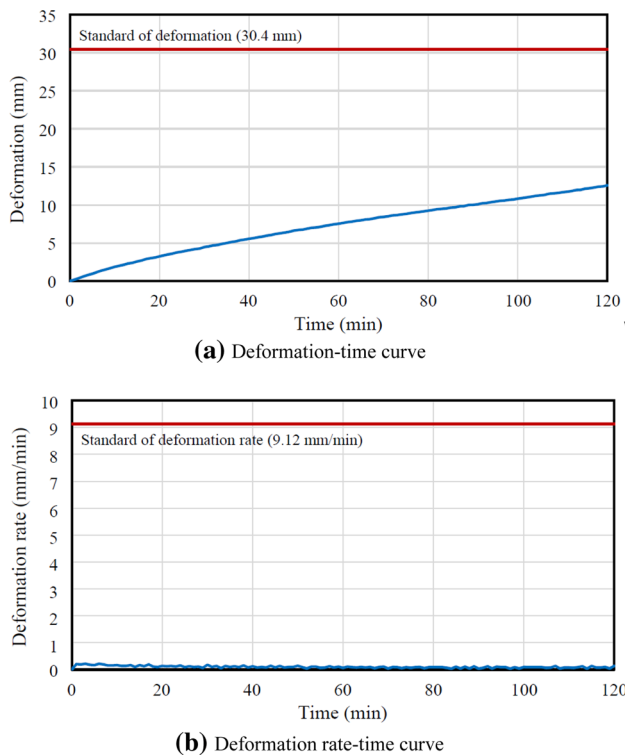 35
Standard of deformation (30.4 mm)
30
25
20
15
10
5
0
Deformation (mm)
0 20 40 60 80 100 120
Time (min)
(a) Deformation-time curve
10
9
Standard of deformation rate (9.12 mm/min)
8
7
6
5
4
3
2
1
0
Deformation rate (mm/min)
0 20 40 60 80 100 120
Time (min)
(b) Deformation rate-time curve